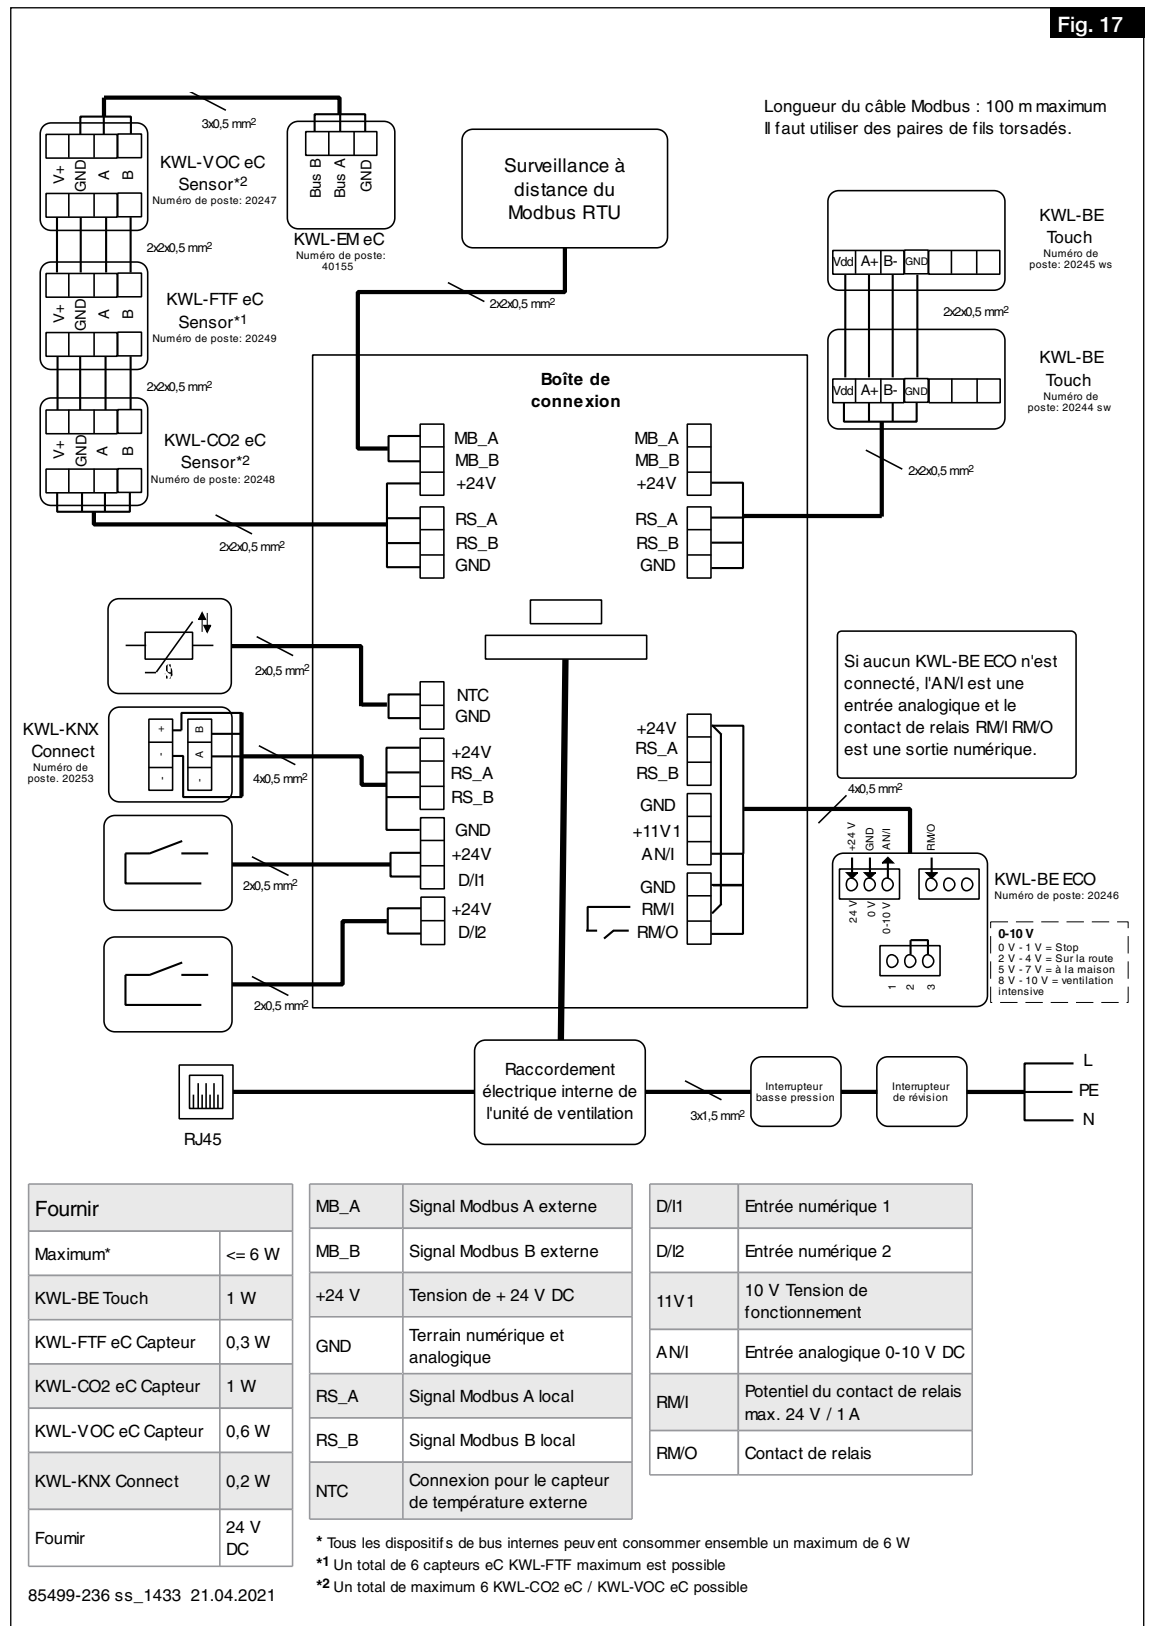 Fig. 17
Longueur du câble Modbus : 100 m maximum
Il faut utiliser des paires de fils torsadés.
3x0,5 mm²
V+
GND
A
B
KWL-VOC eC
Sensor*2
Numéro de poste: 20247
Bus B
Bus A
GND
KWL-EM eC
Numéro de poste:
40155
2x2x0,5 mm²
V+
GND
A
B
KWL-FTF eC
Sensor*1
Numéro de poste: 20249
2x2x0,5 mm²
V+
GND
A
B
KWL-CO2 eC
Sensor*2
Numéro de poste: 20248
2x2x0,5 mm²
Surveillance à
distance du
Modbus RTU
2x2x0,5 mm²
Vdd A+ B- GND
KWL-BE
Touch
Numéro de
poste: 20245 ws
2x2x0,5 mm²
Vdd A+ B- GND
KWL-BE
Touch
Numéro de
poste: 20244 sw
2x2x0,5 mm²
Boîte de
connexion
MB_A
MB_B
+24V
RS_A
RS_B
GND
MB_A
MB_B
+24V
RS_A
RS_B
GND
ϑ
2x0,5 mm²
NTC
GND
KWL-KNX
Connect
Numéro de
poste. 20253
+
-
-
B
A
-
4x0,5 mm²
+24V
RS_A
RS_B
GND
+24V
D/I1
2x0,5 mm²
+24V
D/I2
2x0,5 mm²
+24V
RS_A
RS_B
GND
+11V1
AN/I
GND
RM/I
RM/O
Si aucun KWL-BE ECO n'est
connecté, l'AN/I est une
entrée analogique et le
contact de relais RM/I RM/O
est une sortie numérique.
4x0,5 mm²
+24 V
GND
AN/I
RM/O
24 V
0 V
0-10 V
1
2
3
KWL-BE ECO
Numéro de poste: 20246
0-10 V
0 V - 1 V = Stop
2 V - 4 V = Sur la route
5 V - 7 V = à la maison
8 V - 10 V = ventilation
intensive
RJ45
Raccordement
électrique interne de
l'unité de ventilation
3x1,5 mm²
Interrupteur
basse pression
Interrupteur
de révision
L
PE
N
Fournir
Maximum* <= 6 W
KWL-BE Touch 1 W
KWL-FTF eC Capteur 0,3 W
KWL-CO2 eC Capteur 1 W
KWL-VOC eC Capteur 0,6 W
KWL-KNX Connect 0,2 W
Fournir 24 V
DC
MB_A Signal Modbus A externe
MB_B Signal Modbus B externe
+24 V Tension de + 24 V DC
GND Terrain numérique et
analogique
RS_A Signal Modbus A local
RS_B Signal Modbus B local
NTC Connexion pour le capteur
de température externe
D/I1 Entrée numérique 1
D/I2 Entrée numérique 2
11V1 10 V Tension de
fonctionnement
AN/I Entrée analogique 0-10 V DC
RM/I Potentiel du contact de relais
max. 24 V / 1 A
RM/O Contact de relais
* Tous les dispositifs de bus internes peuvent consommer ensemble un maximum de 6 W
*1 Un total de 6 capteurs eC KWL-FTF maximum est possible
*2 Un total de maximum 6 KWL-CO2 eC / KWL-VOC eC possible
85499-236 ss_1433 21.04.2021